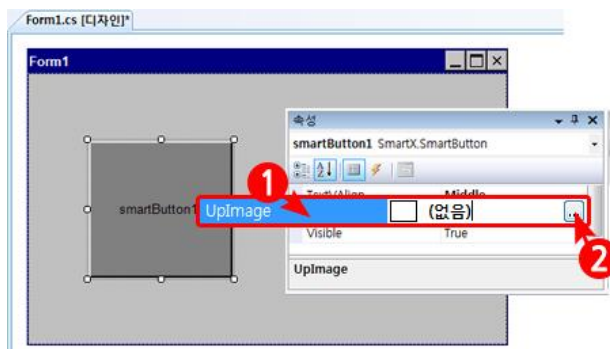 Form1.cs [디자인]*
Form1
속성
smartButton1 SmartX.SmartButton
1
TextVAlign Middle
smartButton1
UpImage (없음) ...
Visible True
2
UpImage